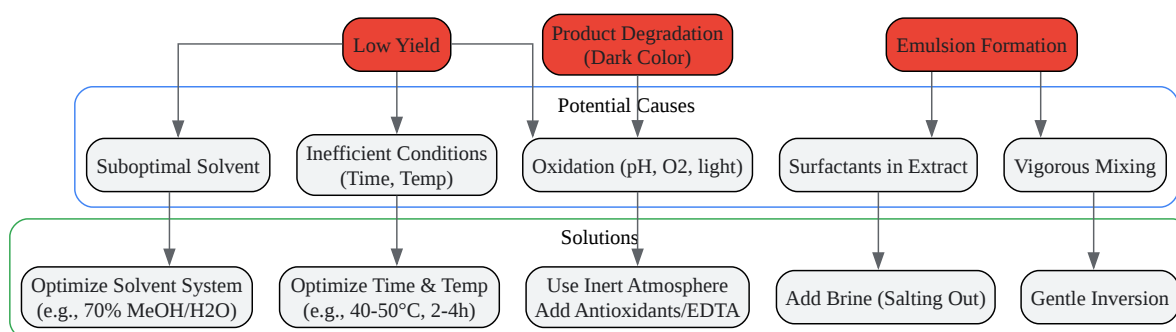 Low Yield
Product Degradation
(Dark Color)
Emulsion Formation
Potential Causes
Suboptimal Solvent
Inefficient Conditions
(Time, Temp)
Oxidation (pH, O2, light)
Surfactants in Extract
Vigorous Mixing
Solutions
Optimize Solvent System
(e.g., 70% MeOH/H2O)
Optimize Time & Temp
(e.g., 40-50°C, 2-4h)
Use Inert Atmosphere
Add Antioxidants/EDTA
Add Brine (Salting Out)
Gentle Inversion